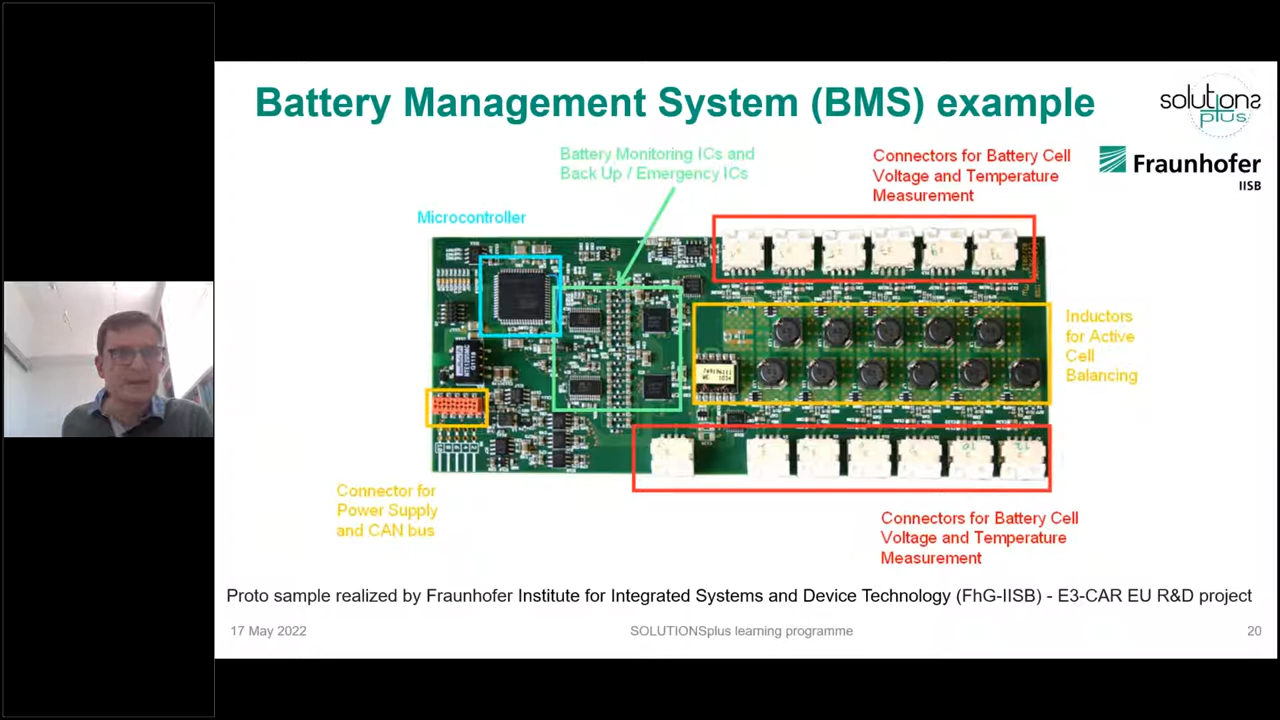 Battery Management System (BMS) example
solutions
plus
Fraunhofer
IISB
Battery Monitoring ICs and
Back Up / Emergency ICs
Connectors for Battery Cell
Voltage and Temperature
Measurement
Microcontroller
Inductors
for Active
Cell
Balancing
Connector for
Power Supply
and CAN bus
Connectors for Battery Cell
Voltage and Temperature
Measurement
Proto sample realized by Fraunhofer Institute for Integrated Systems and Device Technology (FhG-IISB) - E3-CAR EU R&D project
17 May 2022
SOLUTIONSplus learning programme
20